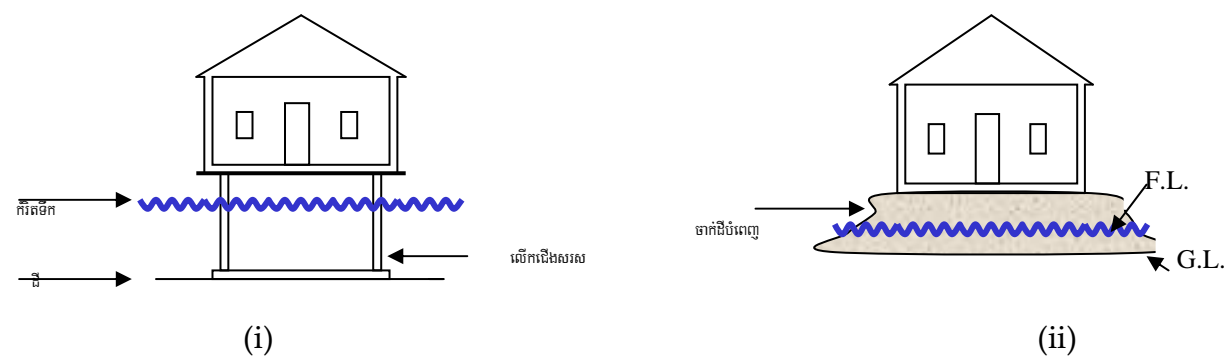 កំរិតទឹក
ដី
លើកជើងសរស
(i)
ចាក់ដីបំពេញ
F.L.
G.L.
(ii)